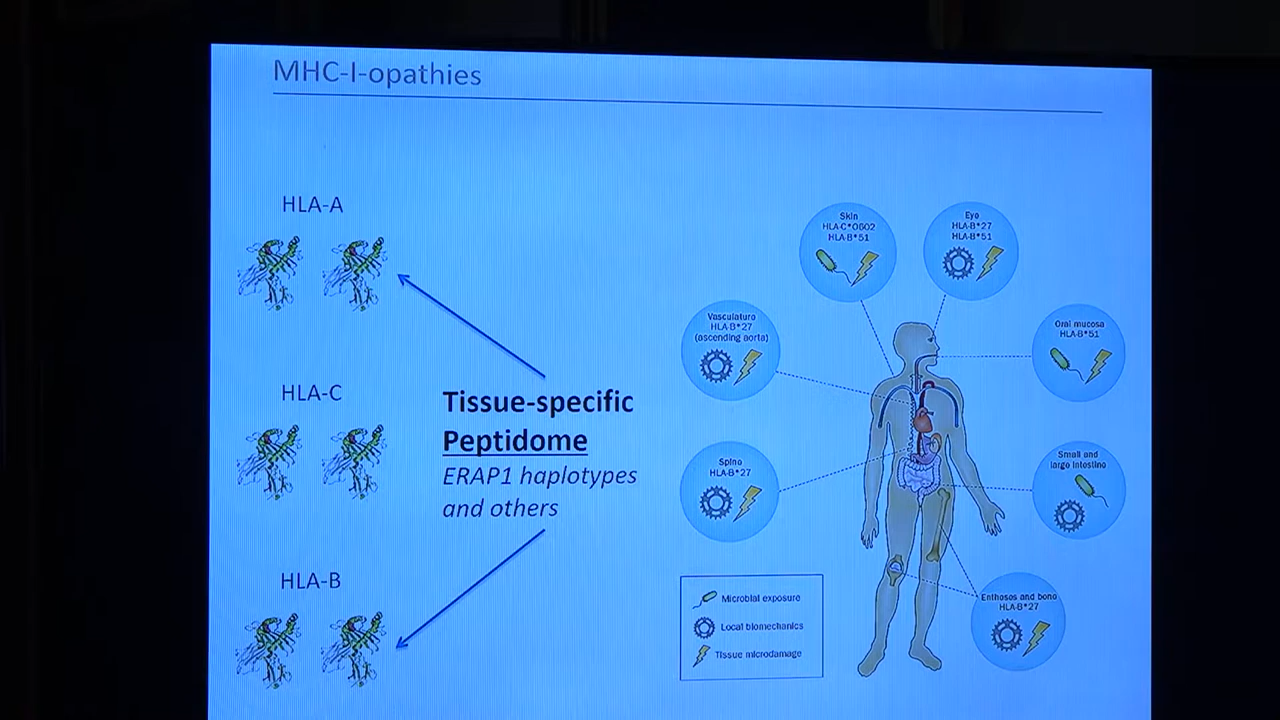 MHC-I-opathies
HLA-A
HLA-C
HLA-B
Tissue-specific
Peptidome
ERAP1 haplotypes
and others
Skin
HLA-C*0602
HLA-B*51
Eye
HLA-B*27
HLA-B*51
Vasculature
HLA-B*27
(ascending aorta)
Oral mucosa
HLA-B*51
Spine
HLA-B*27
Small and
large intestine
Entheses and bone
HLA-B*27
Microbial exposure
Local biomechanics
Tissue microdamage